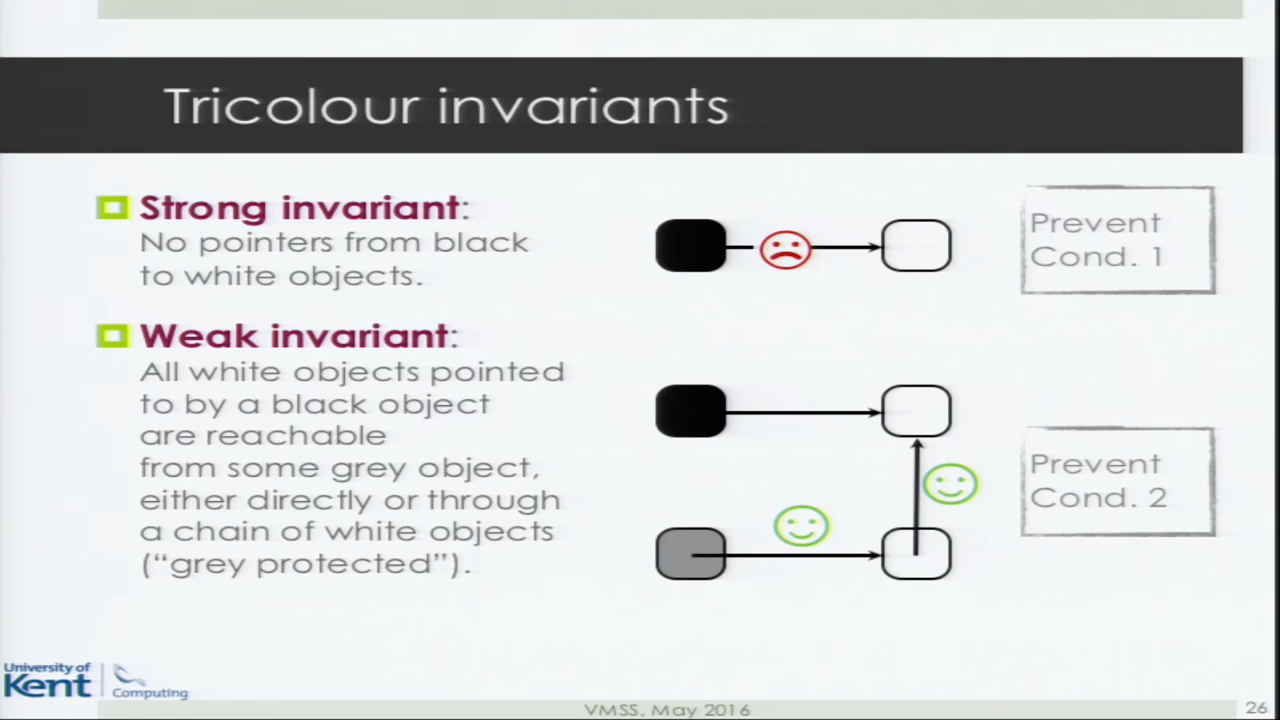 Tricolour invariants
Strong invariant:
No pointers from black
to white objects.
Prevent
Cond. 1
Weak invariant:
All white objects pointed
to by a black object
are reachable
from some grey object,
either directly or through
a chain of white objects
(“grey protected”).
Prevent
Cond. 2
University of
Kent
Computing
VMSS, May 2016
26